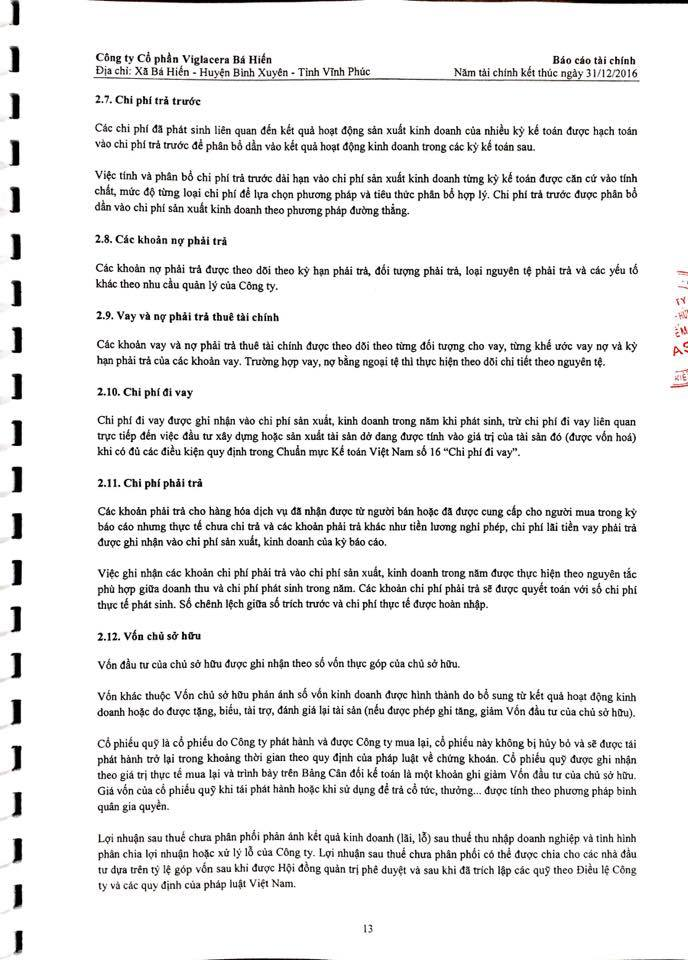 Công ty Cổ phần Viglacera Bá Hiến
Báo cáo tài chính
Địa chỉ: Xã Bá Hiến - Huyện Bình Xuyên - Tỉnh Vĩnh Phúc
Năm tài chính kết thúc ngày 31/12/2016
2.7. Chi phí trả trước
Các chi phí đã phát sinh liên quan đến kết quả hoạt động sản xuất kinh doanh của nhiều kỳ kế toán được hạch toán
vào chi phí trả trước để phân bổ dần vào kết quả hoạt động kinh doanh trong các kỳ kế toán sau.
Việc tính và phân bổ chi phí trả trước dài hạn vào chi phí sản xuất kinh doanh từng kỳ kế toán được căn cứ vào tính
chất, mức độ từng loại chi phí để lựa chọn phương pháp và tiêu thức phân bổ hợp lý. Chi phí trả trước được phân bổ
dần vào chi phí sản xuất kinh doanh theo phương pháp đường thẳng.
2.8. Các khoản nợ phải trả
Các khoản nợ phải trả được theo dõi theo kỳ hạn phải trả, đối tượng phải trả, loại nguyên tệ phải trả và các yếu tố
khác theo nhu cầu quản lý của Công ty.
2.9. Vay và nợ phải trả thuê tài chính
Các khoản vay và nợ phải trả thuê tài chính được theo dõi theo từng đối tượng cho vay, từng khế ước vay nợ và kỳ
hạn phải trả của các khoản vay. Trường hợp vay, nợ bằng ngoại tệ thì thực hiện theo dõi chi tiết theo nguyên tệ.
2.10. Chi phí đi vay
Chi phí đi vay được ghi nhận vào chi phí sản xuất, kinh doanh trong năm khi phát sinh, trừ chi phí đi vay liên quan
trực tiếp đến việc đầu tư xây dựng hoặc sản xuất tài sản dở dang được tính vào giá trị của tài sản đó (được vốn hoá)
khi có đủ các điều kiện quy định trong Chuẩn mực Kế toán Việt Nam số 16 “Chi phí đi vay”.
2.11. Chi phí phải trả
Các khoản phải trả cho hàng hóa dịch vụ đã nhận được từ người bán hoặc đã được cung cấp cho người mua trong kỳ
báo cáo nhưng thực tế chưa chi trả và các khoản phải trả khác như tiền lương nghỉ phép, chi phí lãi tiền vay phải trả
được ghi nhận vào chi phí sản xuất, kinh doanh của kỳ báo cáo.
Việc ghi nhận các khoản chi phí phải trả vào chi phí sản xuất, kinh doanh trong năm được thực hiện theo nguyên tắc
phù hợp giữa doanh thu và chi phí phát sinh trong năm. Các khoản chi phí phải trả sẽ được quyết toán với số chi phí
thực tế phát sinh. Số chênh lệch giữa số trích trước và chi phí thực tế được hoàn nhập.
2.12. Vốn chủ sở hữu
Vốn đầu tư của chủ sở hữu được ghi nhận theo số vốn thực góp của chủ sở hữu.
Vốn khác thuộc Vốn chủ sở hữu phản ánh số vốn kinh doanh được hình thành do bổ sung từ kết quả hoạt động kinh
doanh hoặc do được tặng, biếu, tài trợ, đánh giá lại tài sản (nếu được phép ghi tăng, giảm Vốn đầu tư của chủ sở hữu).
Cổ phiếu quỹ là cổ phiếu do Công ty phát hành và được Công ty mua lại, cổ phiếu này không bị hủy bỏ và sẽ được tái
phát hành trở lại trong khoảng thời gian theo quy định của pháp luật về chứng khoán. Cổ phiếu quỹ được ghi nhận
theo giá trị thực tế mua lại và trình bày trên Bảng Cân đối kế toán là một khoản ghi giảm Vốn đầu tư của chủ sở hữu.
Giá vốn của cổ phiếu quỹ khi tái phát hành hoặc khi sử dụng để trả cổ tức, thưởng... được tính theo phương pháp bình
quân gia quyền.
Lợi nhuận sau thuế chưa phân phối phản ánh kết quả kinh doanh (lãi, lỗ) sau thuế thu nhập doanh nghiệp và tình hình
phân chia lợi nhuận hoặc xử lý lỗ của Công ty. Lợi nhuận sau thuế chưa phân phối có thể được chia cho các nhà đầu
tư dựa trên tỷ lệ góp vốn sau khi được Hội đồng quản trị phê duyệt và sau khi đã trích lập các quỹ theo Điều lệ Công
ty và các quy định của pháp luật Việt Nam.
13